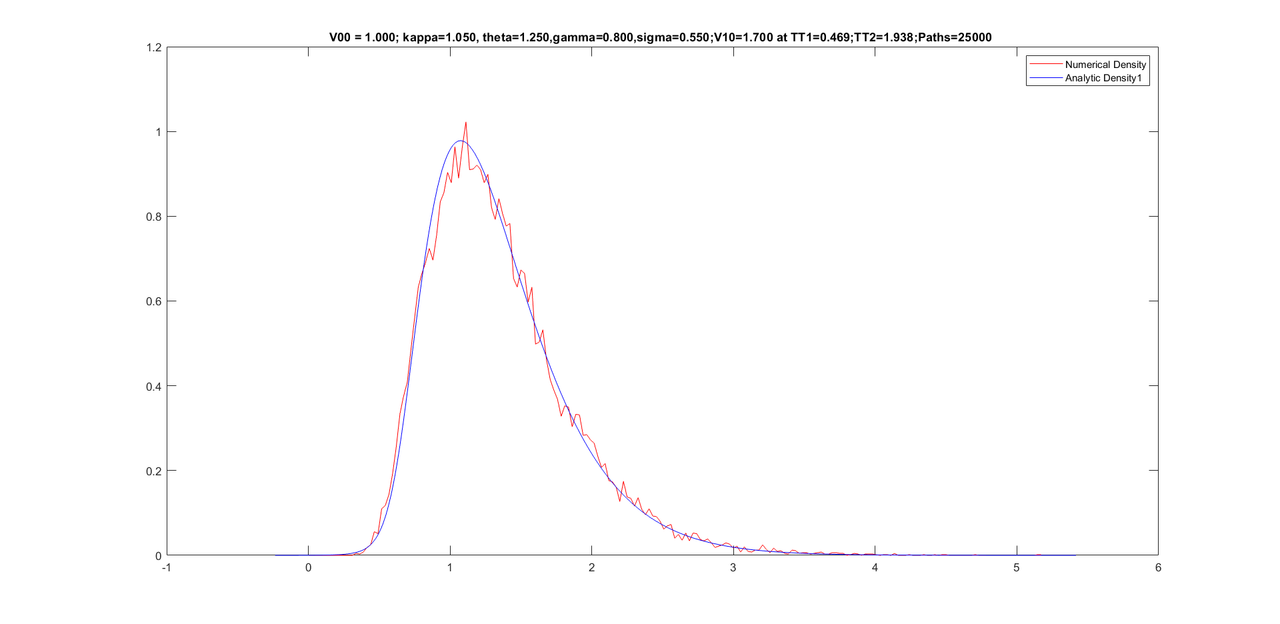 V00 = 1.000; kappa=1.050, theta=1.250,gamma=0.800,sigma=0.550;V10=1.700 at TT1=0.469;TT2=1.938;Paths=25000
Numerical Density
Analytic Density1
1.2
1
0.8
0.6
0.4
0.2
0
-1 0 1 2 3 4 5 6